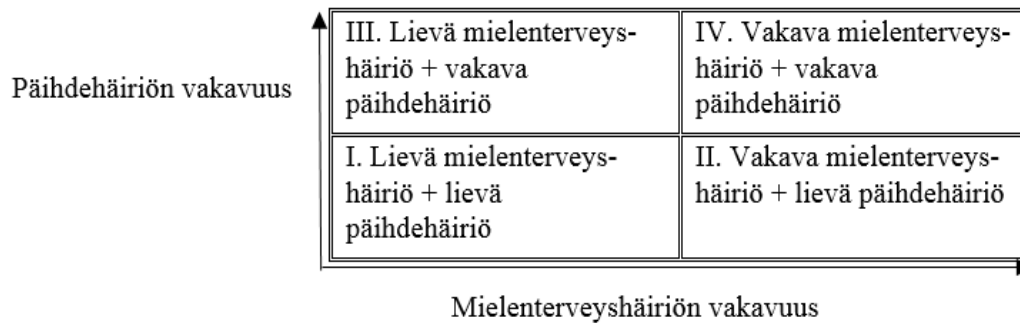 III. Lievä mielenterveys-
häiriö + vakava
päihdehäiriö
IV. Vakava mielenterveys-
häiriö + vakava
päihdehäiriö
Päihdehäiriön vakavuus
I. Lievä mielenterveys-
häiriö + lievä
päihdehäiriö
II. Vakava mielenterveys-
häiriö + lievä päihdehäiriö
Mielenterveyshäiriön vakavuus